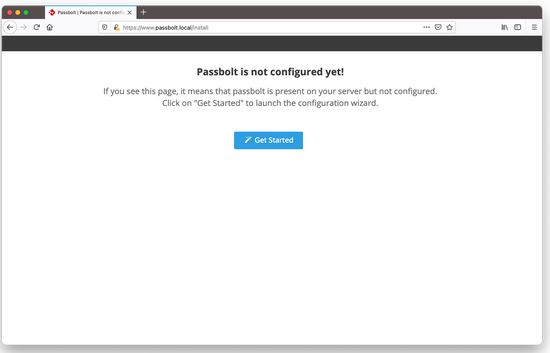 Passbolt | Passbolt is not config
https://www.passbolt.local/install
Passbolt is not configured yet!
If you see this page, it means that passbolt is present on your server but not configured.
Click on "Get Started" to launch the configuration wizard.
Get Started